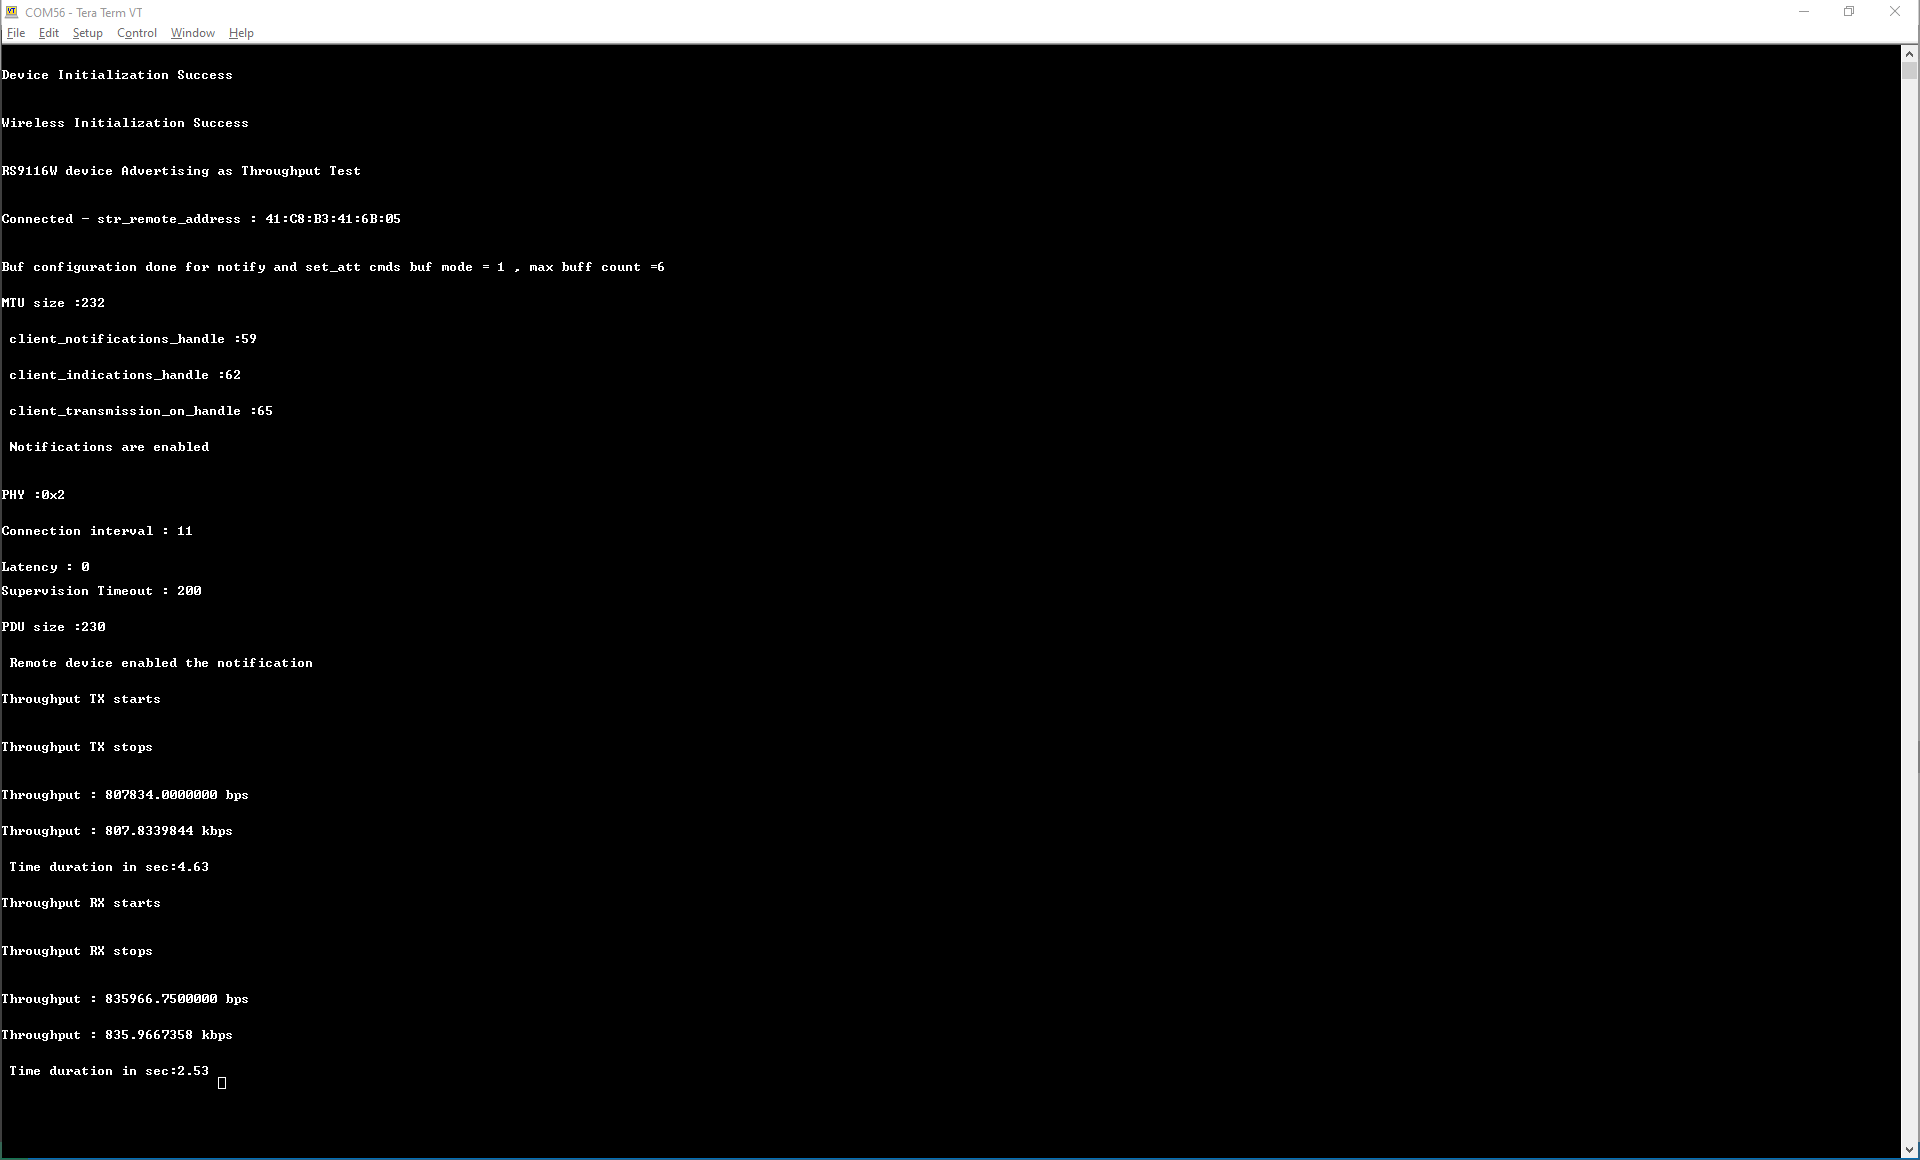 COM56 - Tera Term VT
File Edit Setup Control Window Help
Device Initialization Success
Wireless Initialization Success
RS9116W device Advertising as Throughput Test
Connected - str_remote_address : 41:C8:B3:41:6B:05
Buf configuration done for notify and set_att cmds buf mode = 1 , max buff count =6
MTU size :232
client_notifications_handle :59
client_indications_handle :62
client_transmission_on_handle :65
Notifications are enabled
PHY :0x2
Connection interval : 11
Latency : 0
Supervision Timeout : 200
PDU size :230
Remote device enabled the notification
Throughput TX starts
Throughput TX stops
Throughput : 807834.0000000 bps
Throughput : 807.8339844 kbps
Time duration in sec:4.63
Throughput RX starts
Throughput RX stops
Throughput : 835966.7500000 bps
Throughput : 835.9667358 kbps
Time duration in sec:2.53